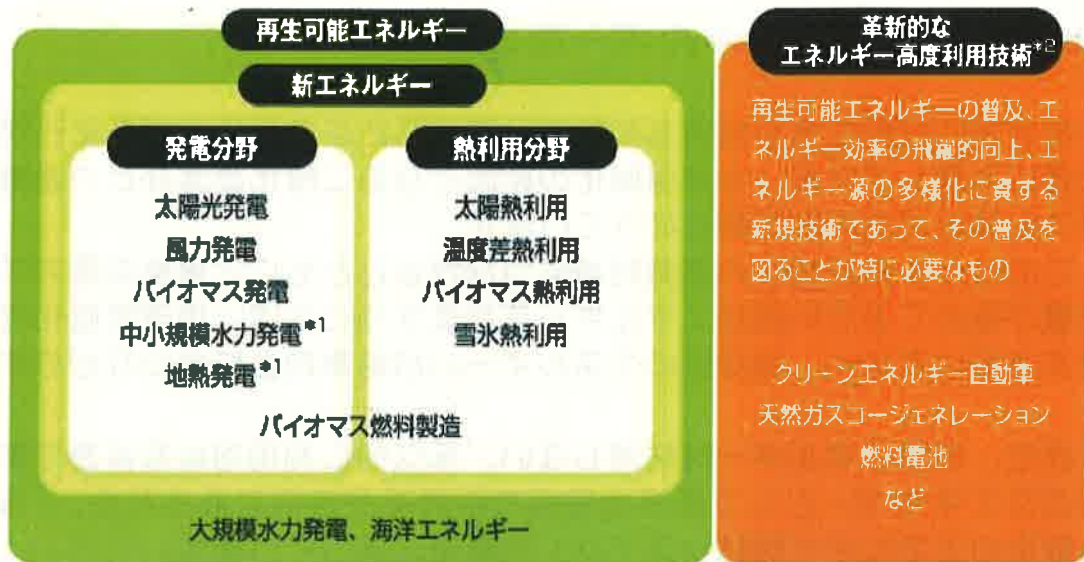 再生可能エネルギー
新エネルギー
発電分野
太陽光発電
風力発電
バイオマス発電
中小規模水力発電*1
地熱発電*1
熱利用分野
太陽熱利用
温度差熱利用
バイオマス熱利用
雪氷熱利用
バイオマス燃料製造
大規模水力発電、海洋エネルギー
革新的な
エネルギー高度利用技術*2
再生可能エネルギーの普及、エ
ネルギー効率の飛躍的向上、エ
ネルギー源の多様化に資する
新規技術であって、その普及を
図ることが特に必要なもの
クリーンエネルギー自動車
天然ガスコージェネレーション
燃料電池
など